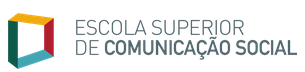 ESCOLA SUPERIOR
DE COMUNICAÇÃO SOCIAL